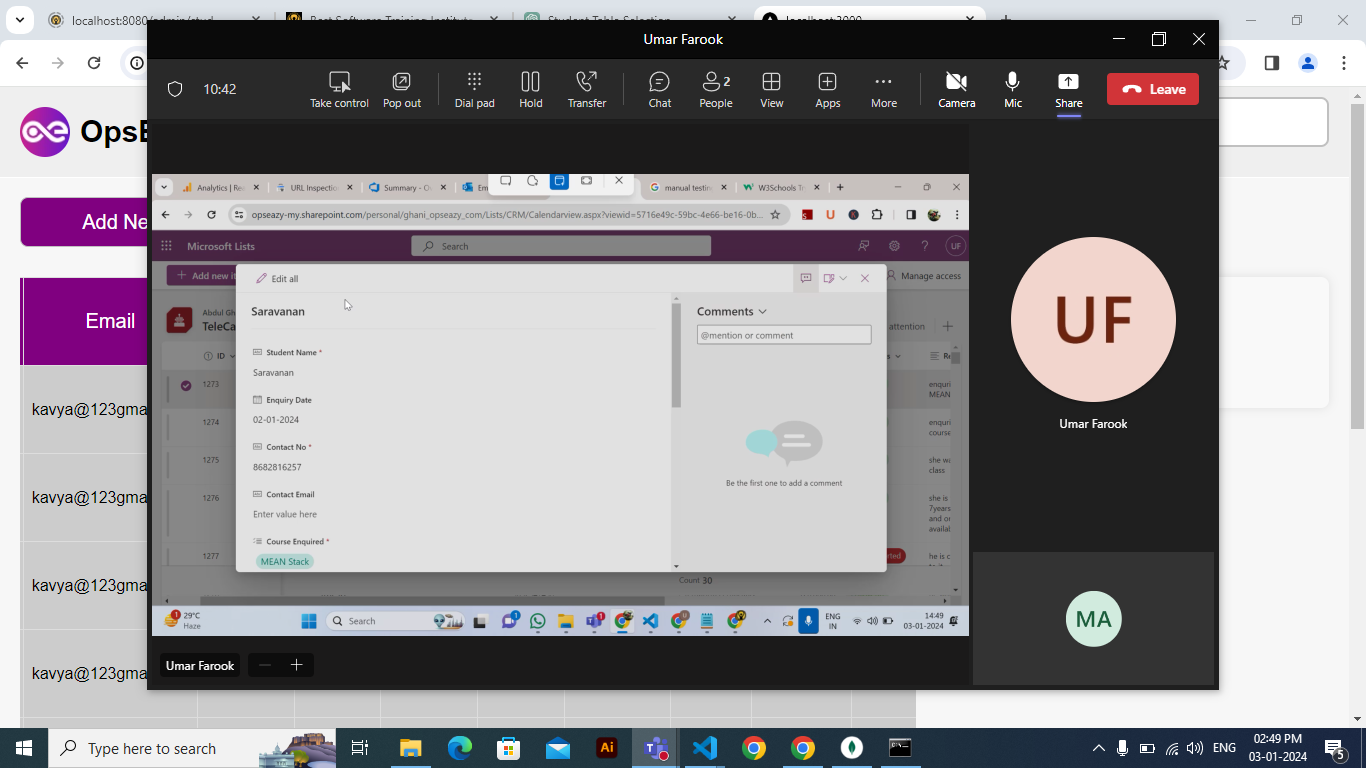 localhost:8080/admin/stud
Best Software Training Institute
Student Table Selection
localhost:3000
Umar Farook
10:42
Take control
Pop out
Dial pad
Hold
Transfer
Chat
2
People
View
Apps
More
Camera
Mic
Share
Leave
Add Ne
Email
kavya@123gma
kavya@123gma
kavya@123gma
kavya@123gma
Analytics | Re
URL Inspectio
Summary - O
Em
manual testin
W3Schools T
opseazy-my.sharepoint.com/personal/ghani_opseazy_com/Lists/CRM/Calendarview.aspx?viewid=5716e49c-59bc-4e66-be16-0b...
Microsoft Lists
Search
UF
Add new it
Manage access
Abdul Gh
TeleCa
attention
ID
Re
1273
enquiri
MEAN
1274
enquiri
course
1275
she wa
class
1276
she is
7years
and or
availab
1277
rted
he is c
Count 30
Edit all
Saravanan
Student Name *
Saravanan
Enquiry Date
02-01-2024
Contact No *
8682816257
Contact Email
Enter value here
Course Enquired *
MEAN Stack
Comments
@mention or comment
Be the first one to add a comment
1
29°C
Haze
Search
ENG
IN
14:49
03-01-2024
Umar Farook
UF
Umar Farook
MA
Type here to search
Ai
ENG
02:49 PM
03-01-2024
5